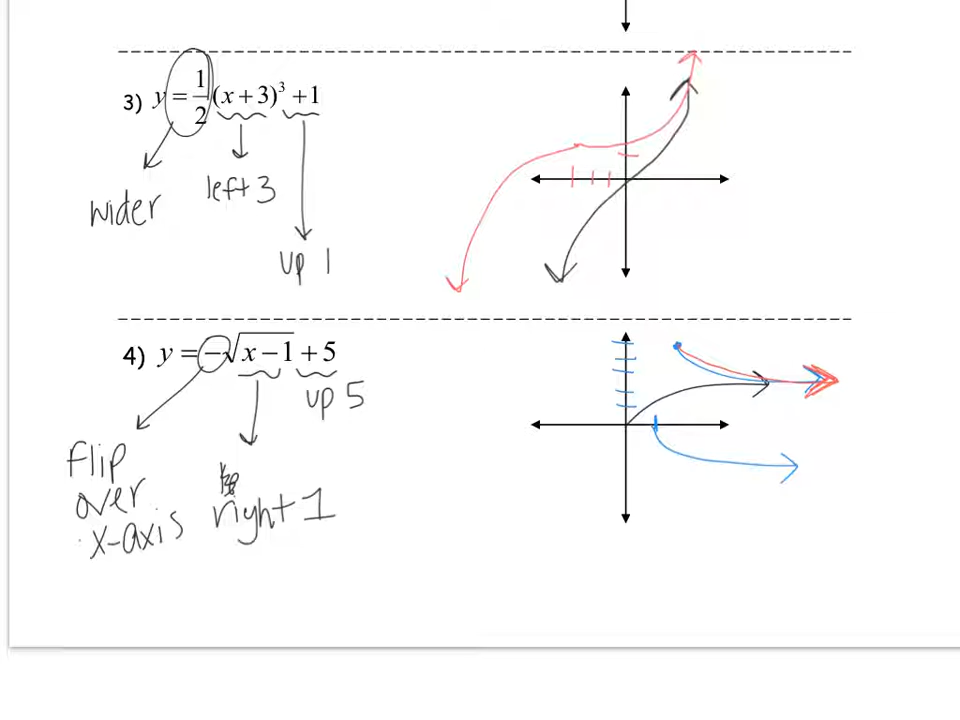 3) y = 1/2 (x + 3)³ + 1
wider
left 3
up 1
4) y = −√(x − 1) + 5
up 5
flip
over
x-axis
right 1